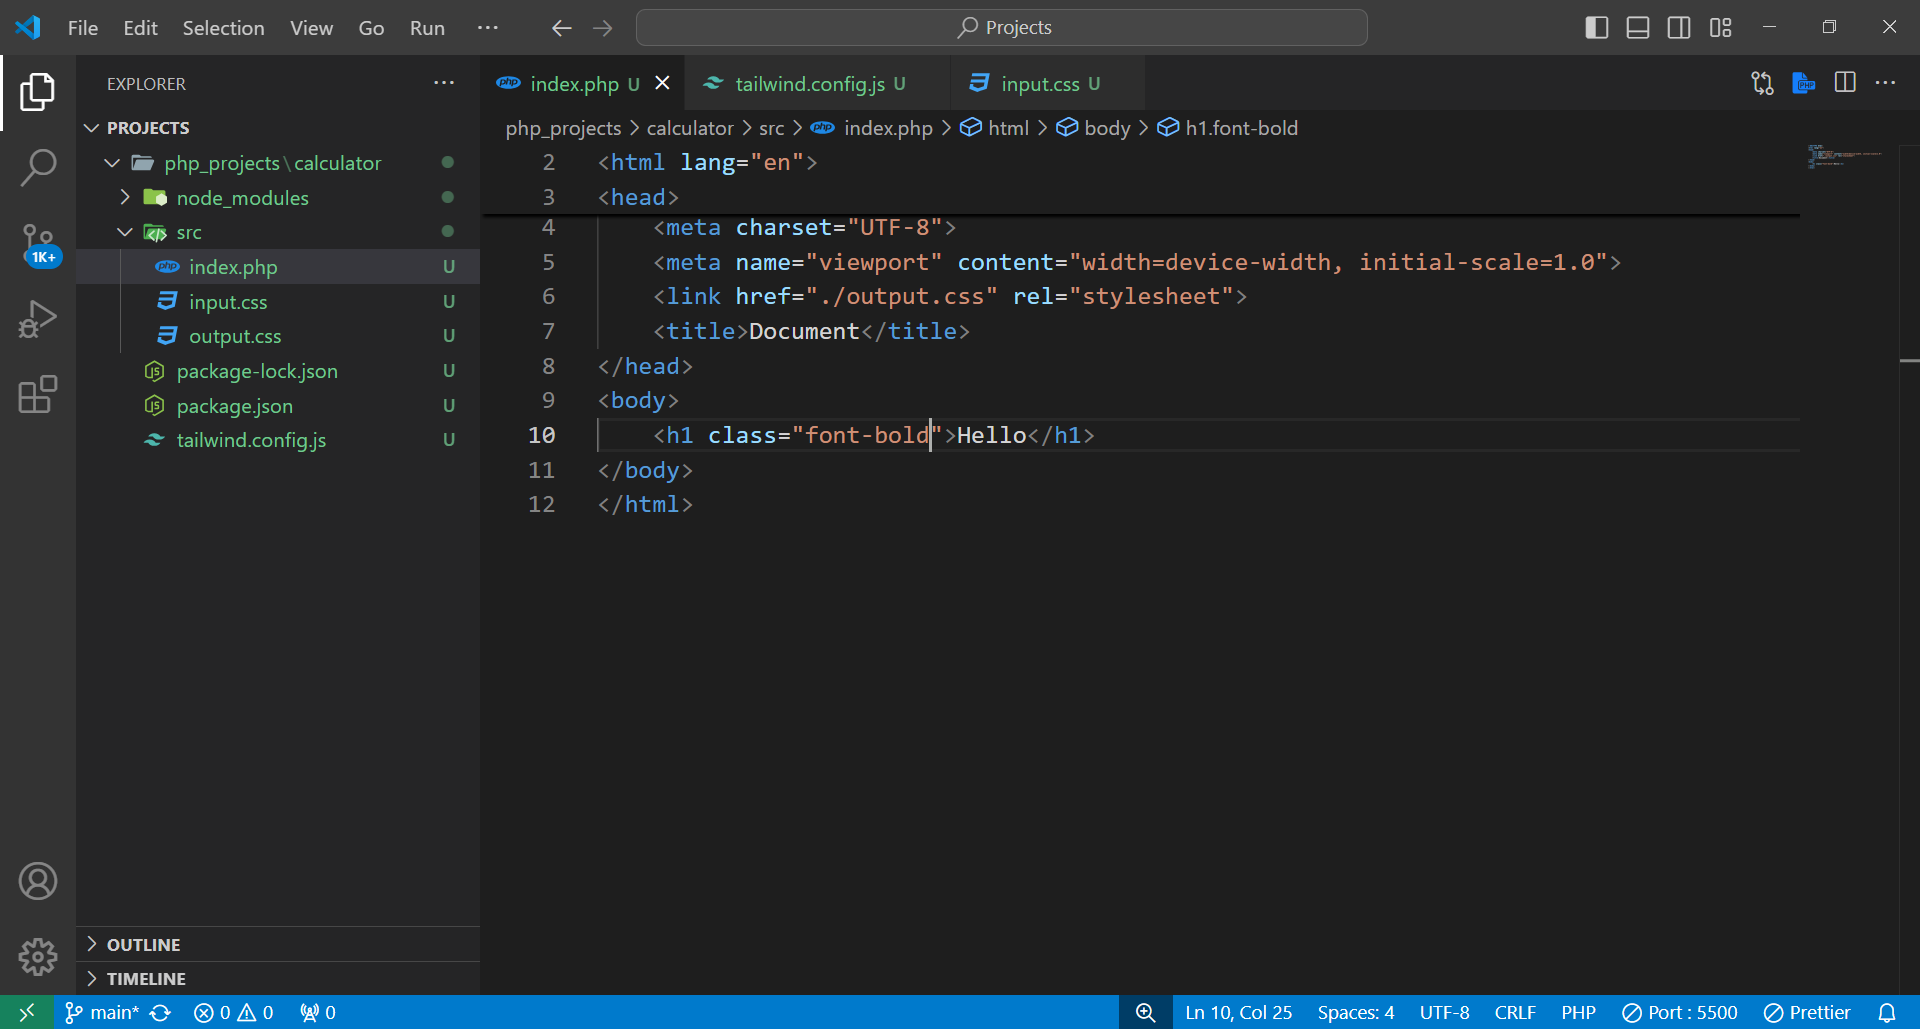 File Edit Selection View Go Run ··· Projects
EXPLORER ···
PROJECTS
php_projects\calculator
node_modules
src
index.php U
input.css U
output.css U
package-lock.json U
package.json U
tailwind.config.js U
OUTLINE
TIMELINE
1K+
index.php U
tailwind.config.js U
input.css U
php_projects > calculator > src > index.php > html > body > h1.font-bold
2 <html lang="en">
3 <head>
4 <meta charset="UTF-8">
5 <meta name="viewport" content="width=device-width, initial-scale=1.0">
6 <link href="./output.css" rel="stylesheet">
7 <title>Document</title>
8 </head>
9 <body>
10 <h1 class="font-bold">Hello</h1>
11 </body>
12 </html>
main* 0 0 0 Ln 10, Col 25 Spaces: 4 UTF-8 CRLF PHP Port : 5500 Prettier